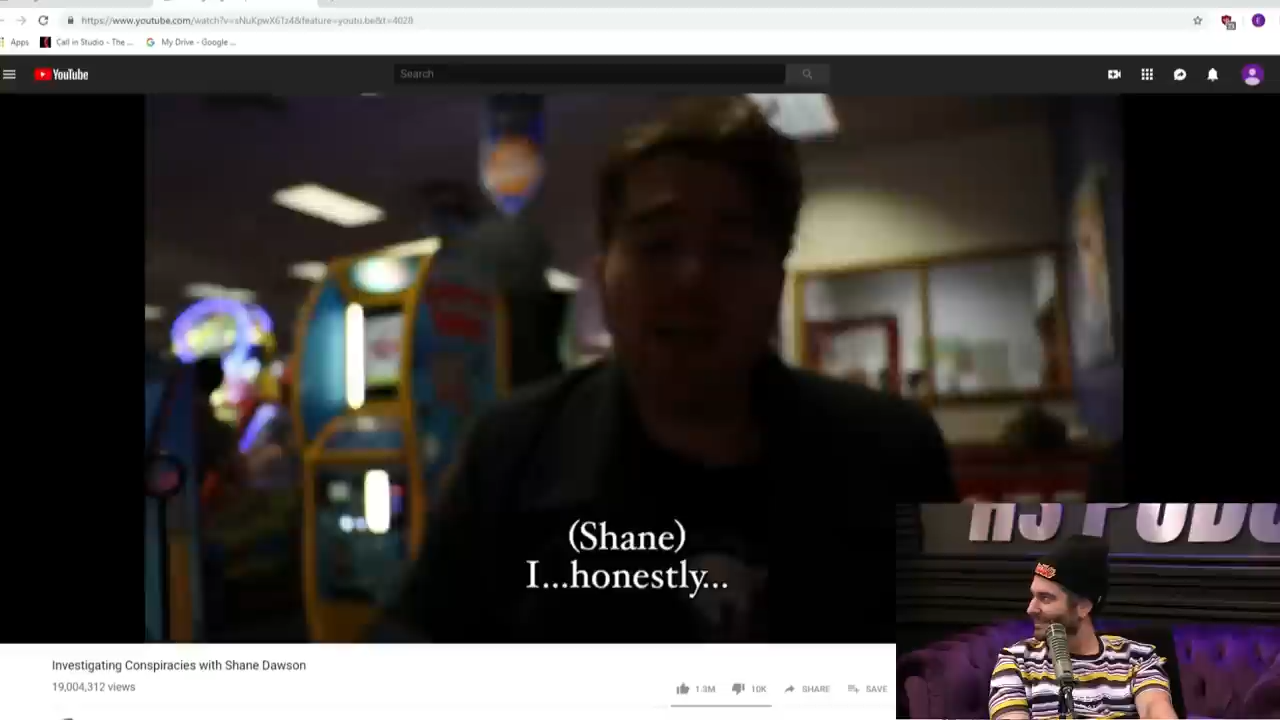 https://www.youtube.com/watch?v=sNuKpwX61z4&feature=youtu.be&t=4028
Apps
Call in Studio - The ...
My Drive - Google ...
E
YouTube
Search
(Shane)
I...honestly...
H3 PODC
Investigating Conspiracies with Shane Dawson
19,004,312 views
1.3M
10K
SHARE
SAVE